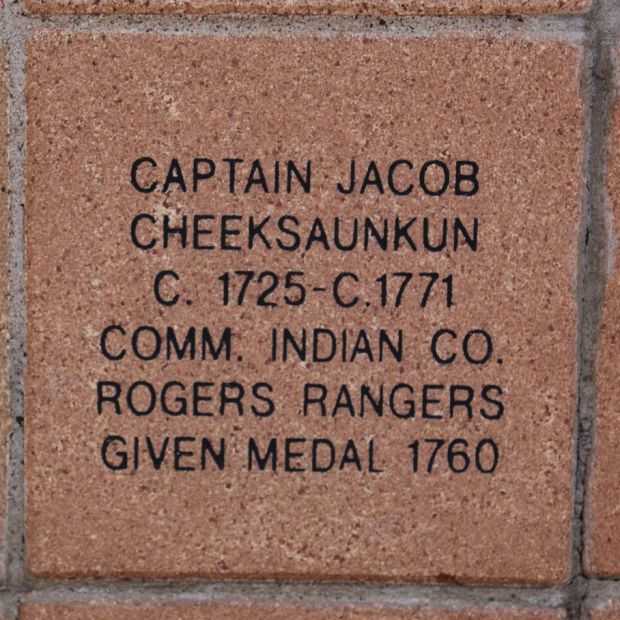 CAPTAIN JACOB
CHEEKSAUNKUN
C. 1725-C.1771
COMM. INDIAN CO.
ROGERS RANGERS
GIVEN MEDAL 1760